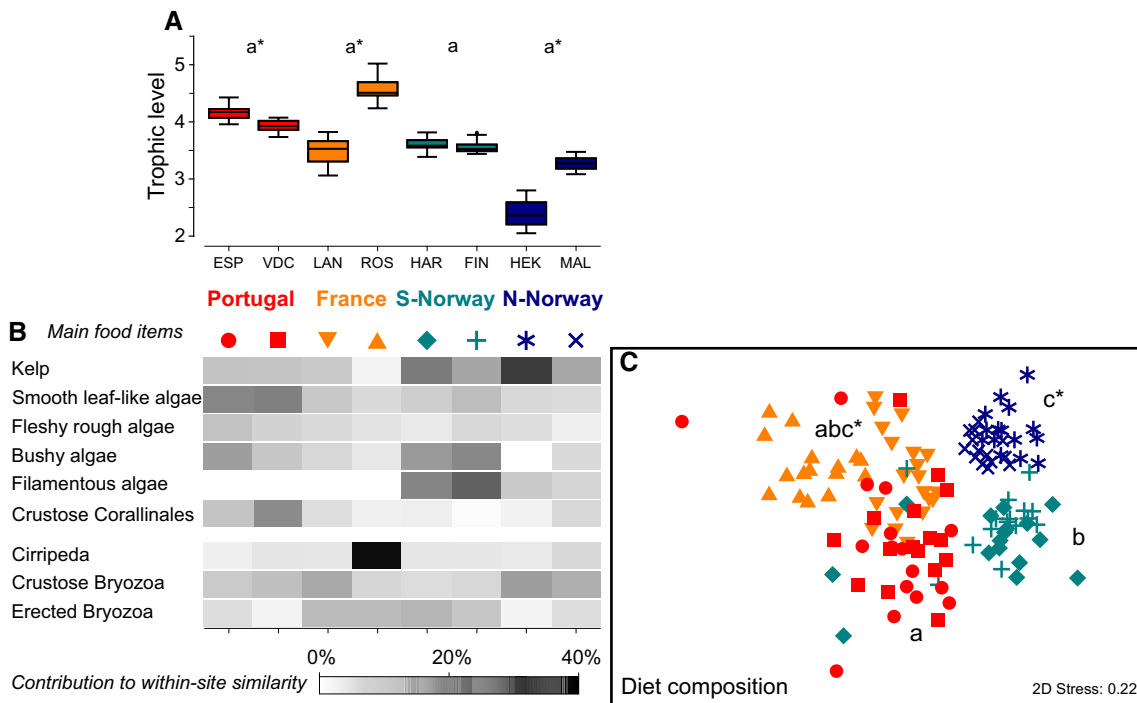 A
a* a* a a*
Trophic level
5
4
3
2
ESP VDC LAN ROS HAR FIN HEK MAL
Portugal France S-Norway N-Norway
B Main food items
Kelp
Smooth leaf-like algae
Fleshy rough algae
Bushy algae
Filamentous algae
Crustose Corallinales
Cirripeda
Crustose Bryozoa
Erected Bryozoa
0% 20% 40%
Contribution to within-site similarity
C
c*
abc*
b
a
Diet composition 2D Stress: 0.22